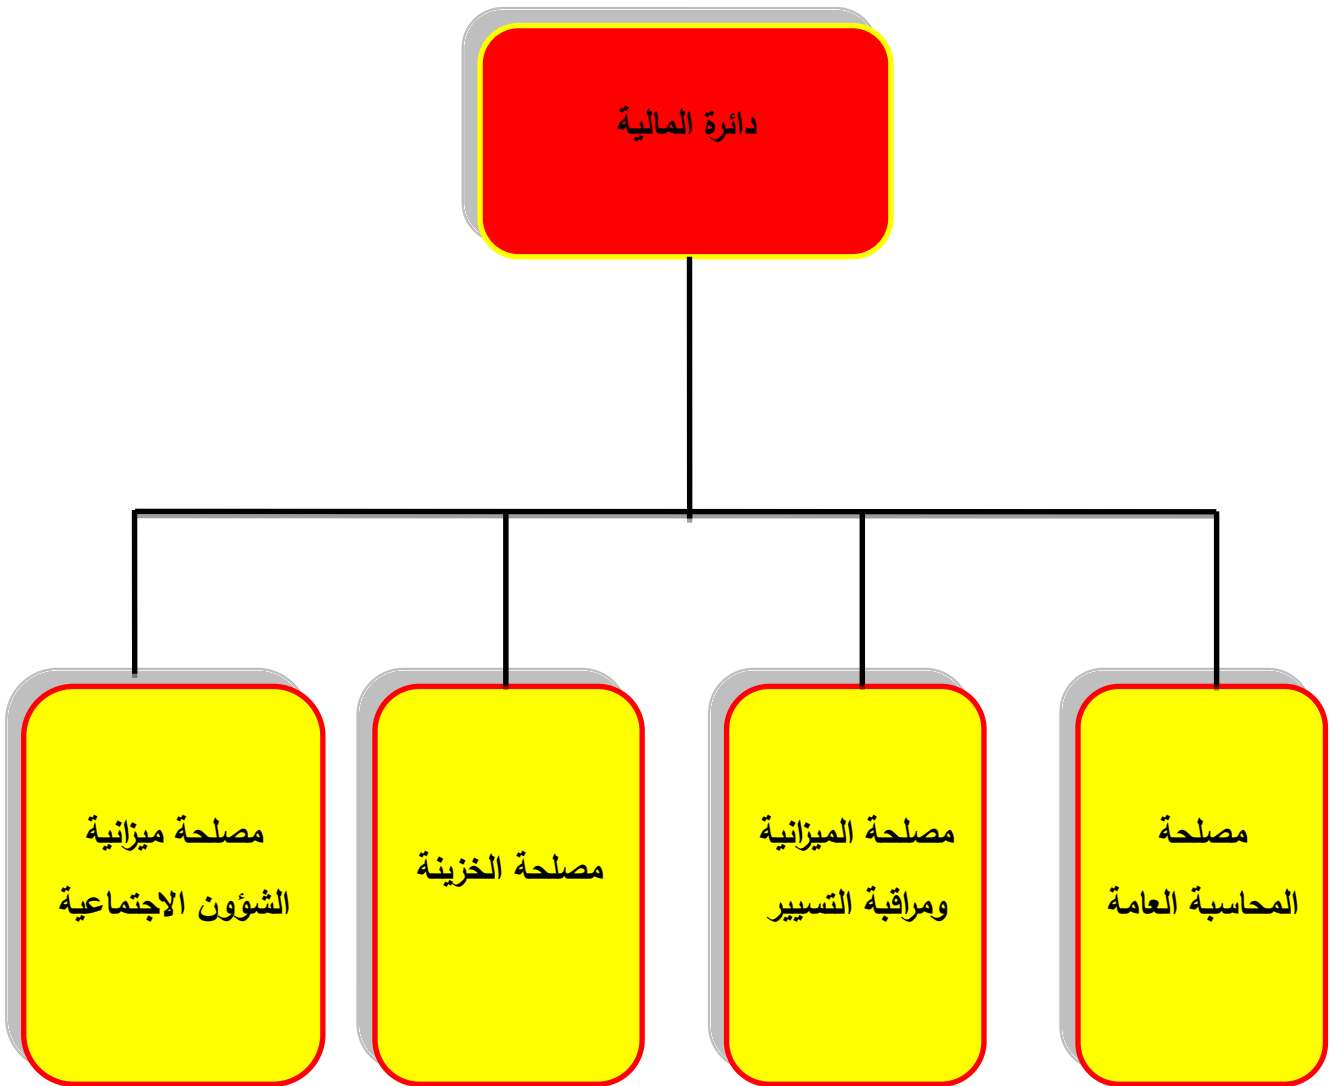 دائرة المالية
مصلحة
المحاسبة العامة
مصلحة الميزانية
ومراقبة التسيير
مصلحة الخزينة
مصلحة ميزانية
الشؤون الاجتماعية